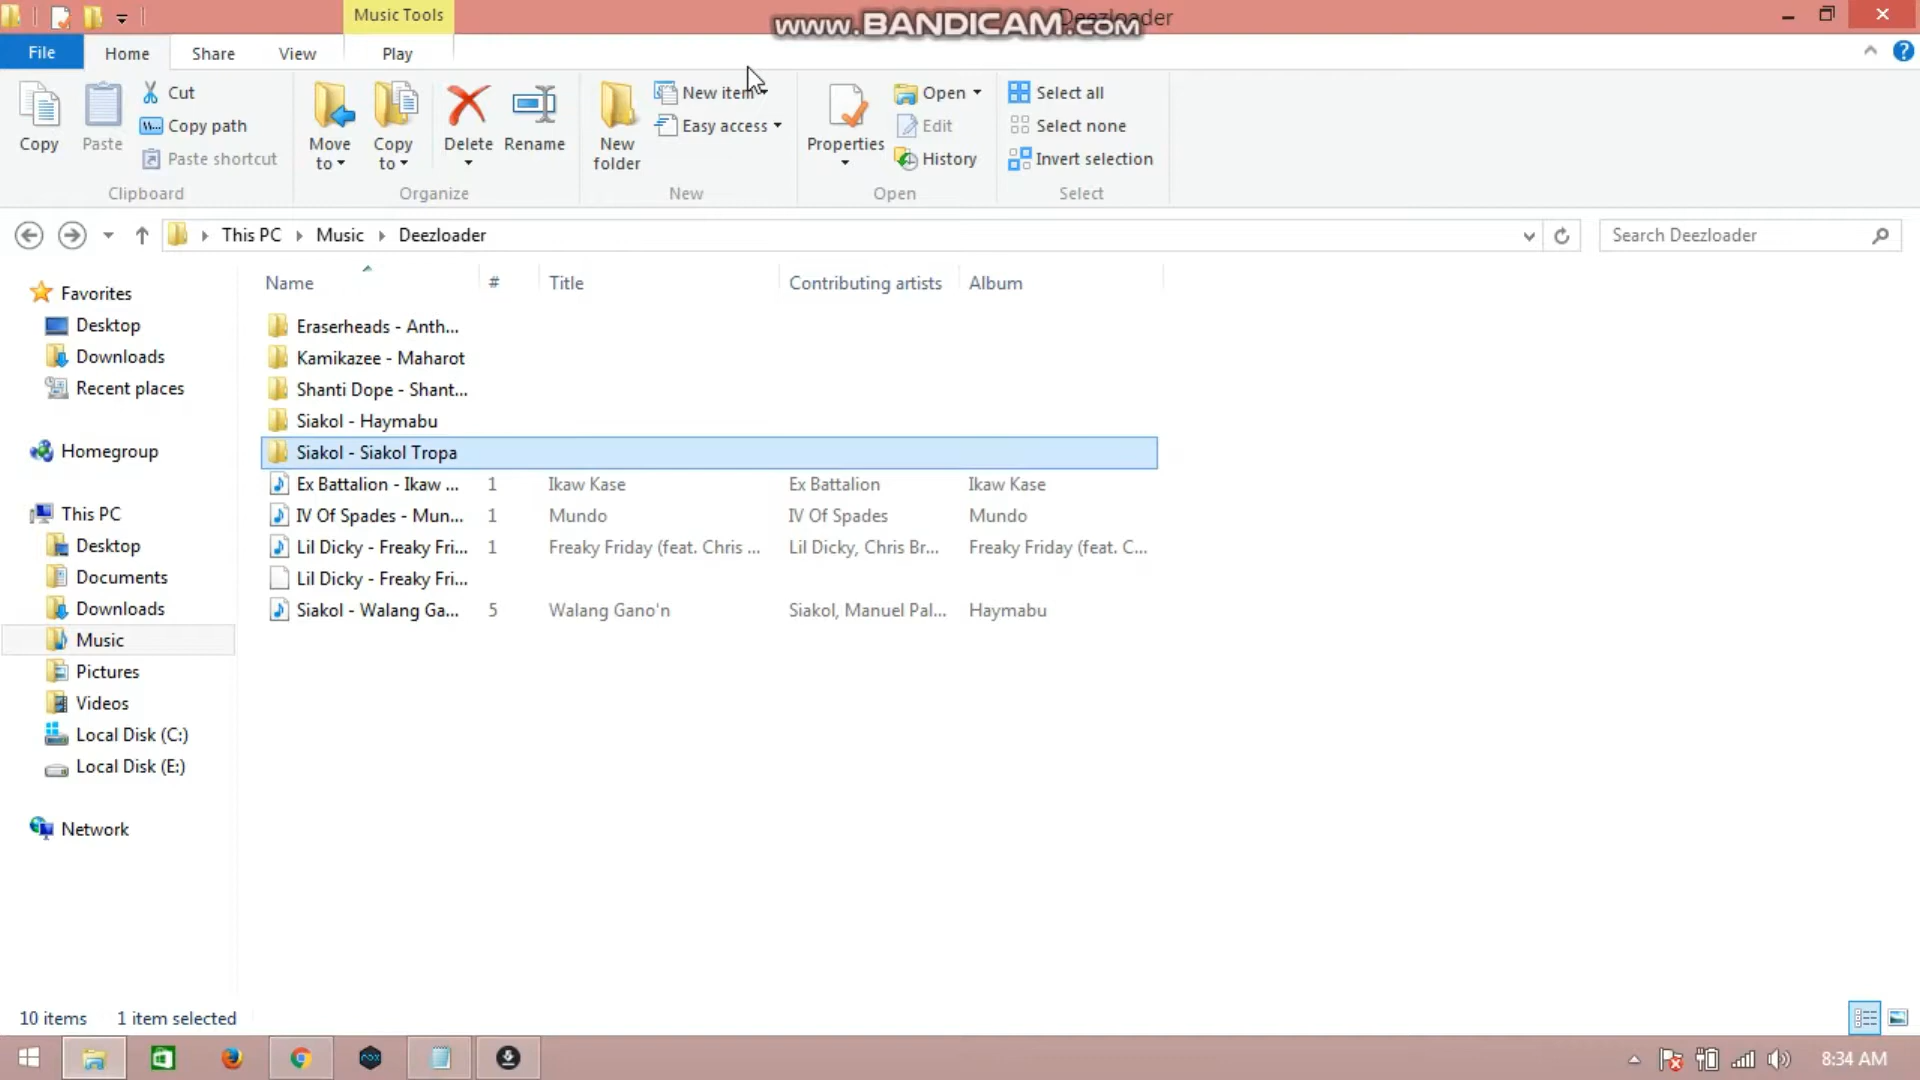 Music Tools
www.BANDICAM.com
Deezloader
File
Home
Share
View
Play
Copy
Paste
Cut
Copy path
Paste shortcut
Clipboard
Move to
Copy to
Delete
Rename
Organize
New folder
New item
Easy access
New
Properties
Open
Edit
History
Open
Select all
Select none
Invert selection
Select
This PC
Music
Deezloader
Search Deezloader
Favorites
Desktop
Downloads
Recent places
Homegroup
This PC
Desktop
Documents
Downloads
Music
Pictures
Videos
Local Disk (C:)
Local Disk (E:)
Network
Name # Title Contributing artists Album
Eraserheads - Anth...
Kamikazee - Maharot
Shanti Dope - Shant...
Siakol - Haymabu
Siakol - Siakol Tropa
Ex Battalion - Ikaw ... 1 Ikaw Kase Ex Battalion Ikaw Kase
IV Of Spades - Mun... 1 Mundo IV Of Spades Mundo
Lil Dicky - Freaky Fri... 1 Freaky Friday (feat. Chris ... Lil Dicky, Chris Br... Freaky Friday (feat. C...
Lil Dicky - Freaky Fri...
Siakol - Walang Ga... 5 Walang Gano'n Siakol, Manuel Pal... Haymabu
10 items 1 item selected
nox
8:34 AM